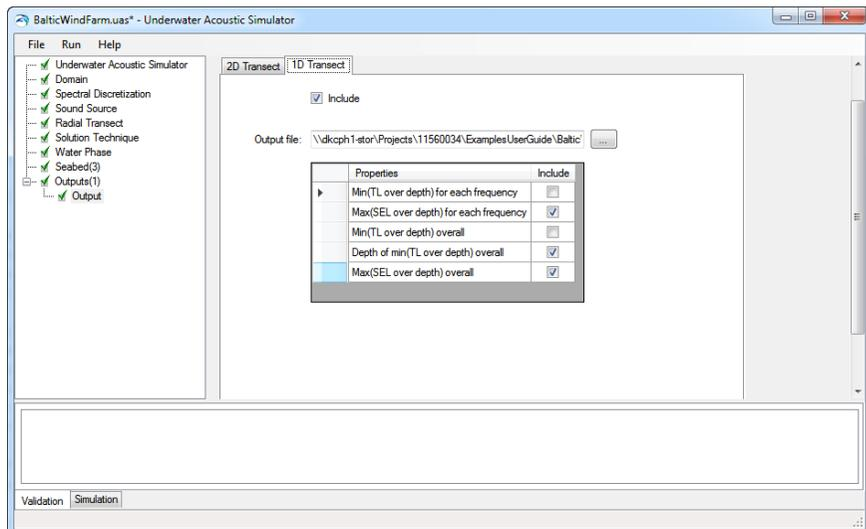 BalticWindFarm.uas* - Underwater Acoustic Simulator
File Run Help
Underwater Acoustic Simulator
Domain
Spectral Discretization
Sound Source
Radial Transect
Solution Technique
Water Phase
Seabed(3)
Outputs(1)
Output
2D Transect 1D Transect
Include
Output file: \\dkcph1-stor\Projects\11560034\ExamplesUserGuide\Baltic'
...
Properties Include
Min(TL over depth) for each frequency
Max(SEL over depth) for each frequency
Min(TL over depth) overall
Depth of min(TL over depth) overall
Max(SEL over depth) overall
Validation Simulation